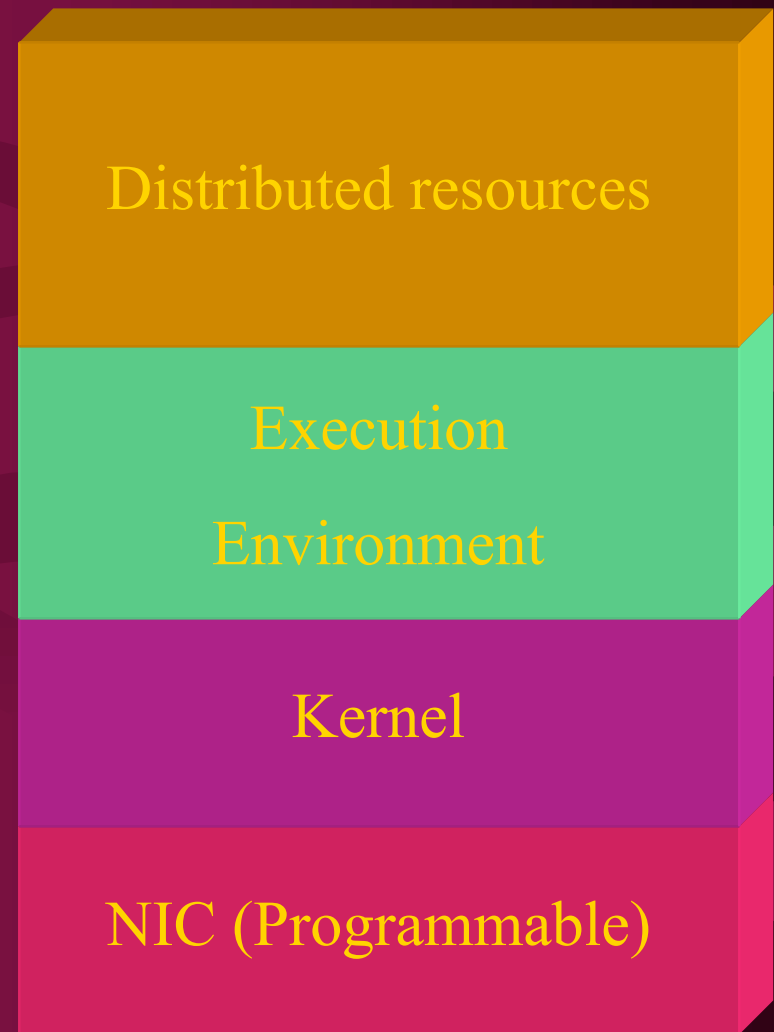 Distributed resources
Execution
Environment
Kernel
NIC (Programmable)